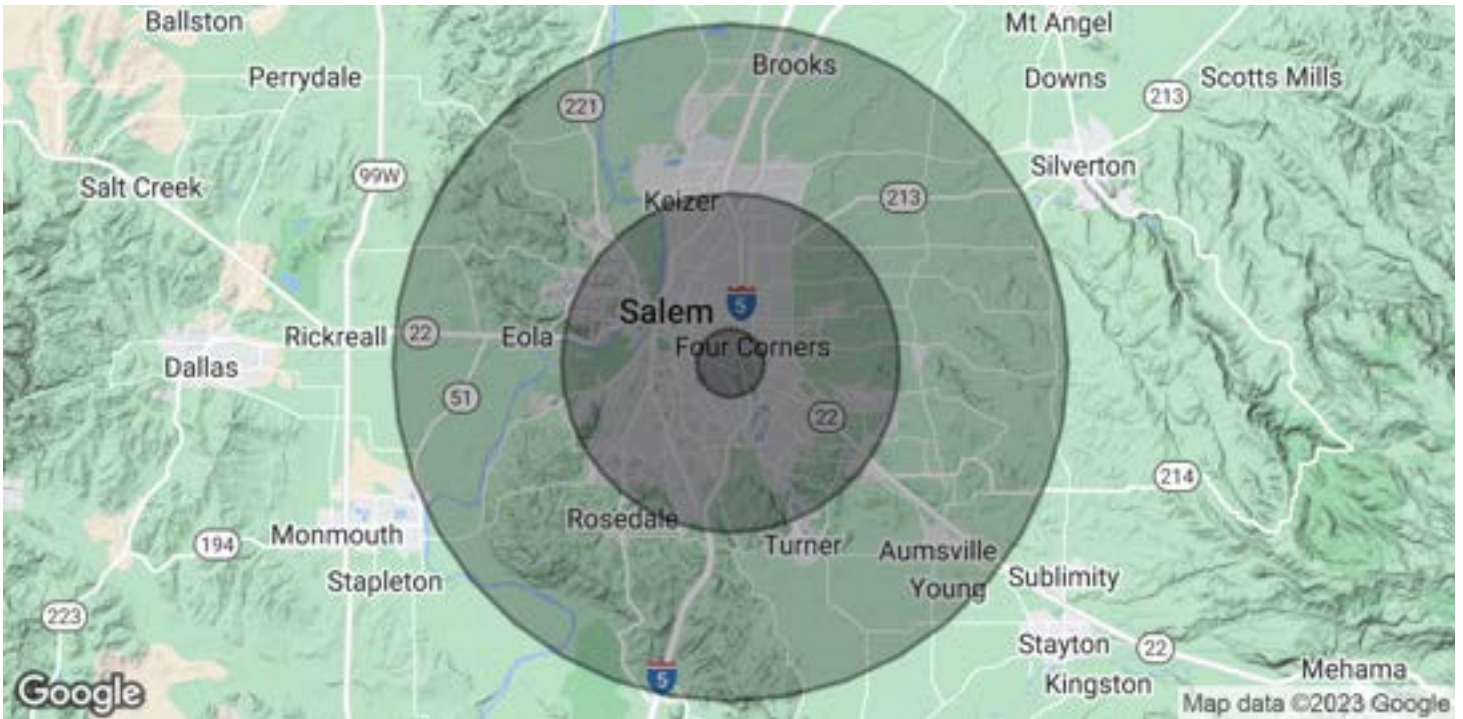 Ballston
Mt Angel
Perrydale
Brooks
Downs
Scotts Mills
213
221
Silverton
99W
Salt Creek
Keizer
213
Salem
5
Rickreall
22
Eola
Four Corners
Dallas
51
22
214
Rosedale
Monmouth
194
Turner
Aumsville
Stapleton
Young
Sublimity
223
Stayton
22
5
Mehama
Kingston
Google
Map data ©2023 Google